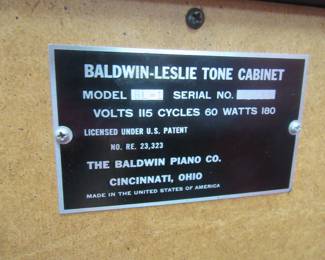 BALDWIN-LESLIE TONE CABINET
MODEL SERIAL NO.
VOLTS 115 CYCLES 60 WATTS 180
LICENSED UNDER U.S. PATENT
NO. RE. 23,323
THE BALDWIN PIANO CO.
CINCINNATI, OHIO
MADE IN THE UNITED STATES OF AMERICA